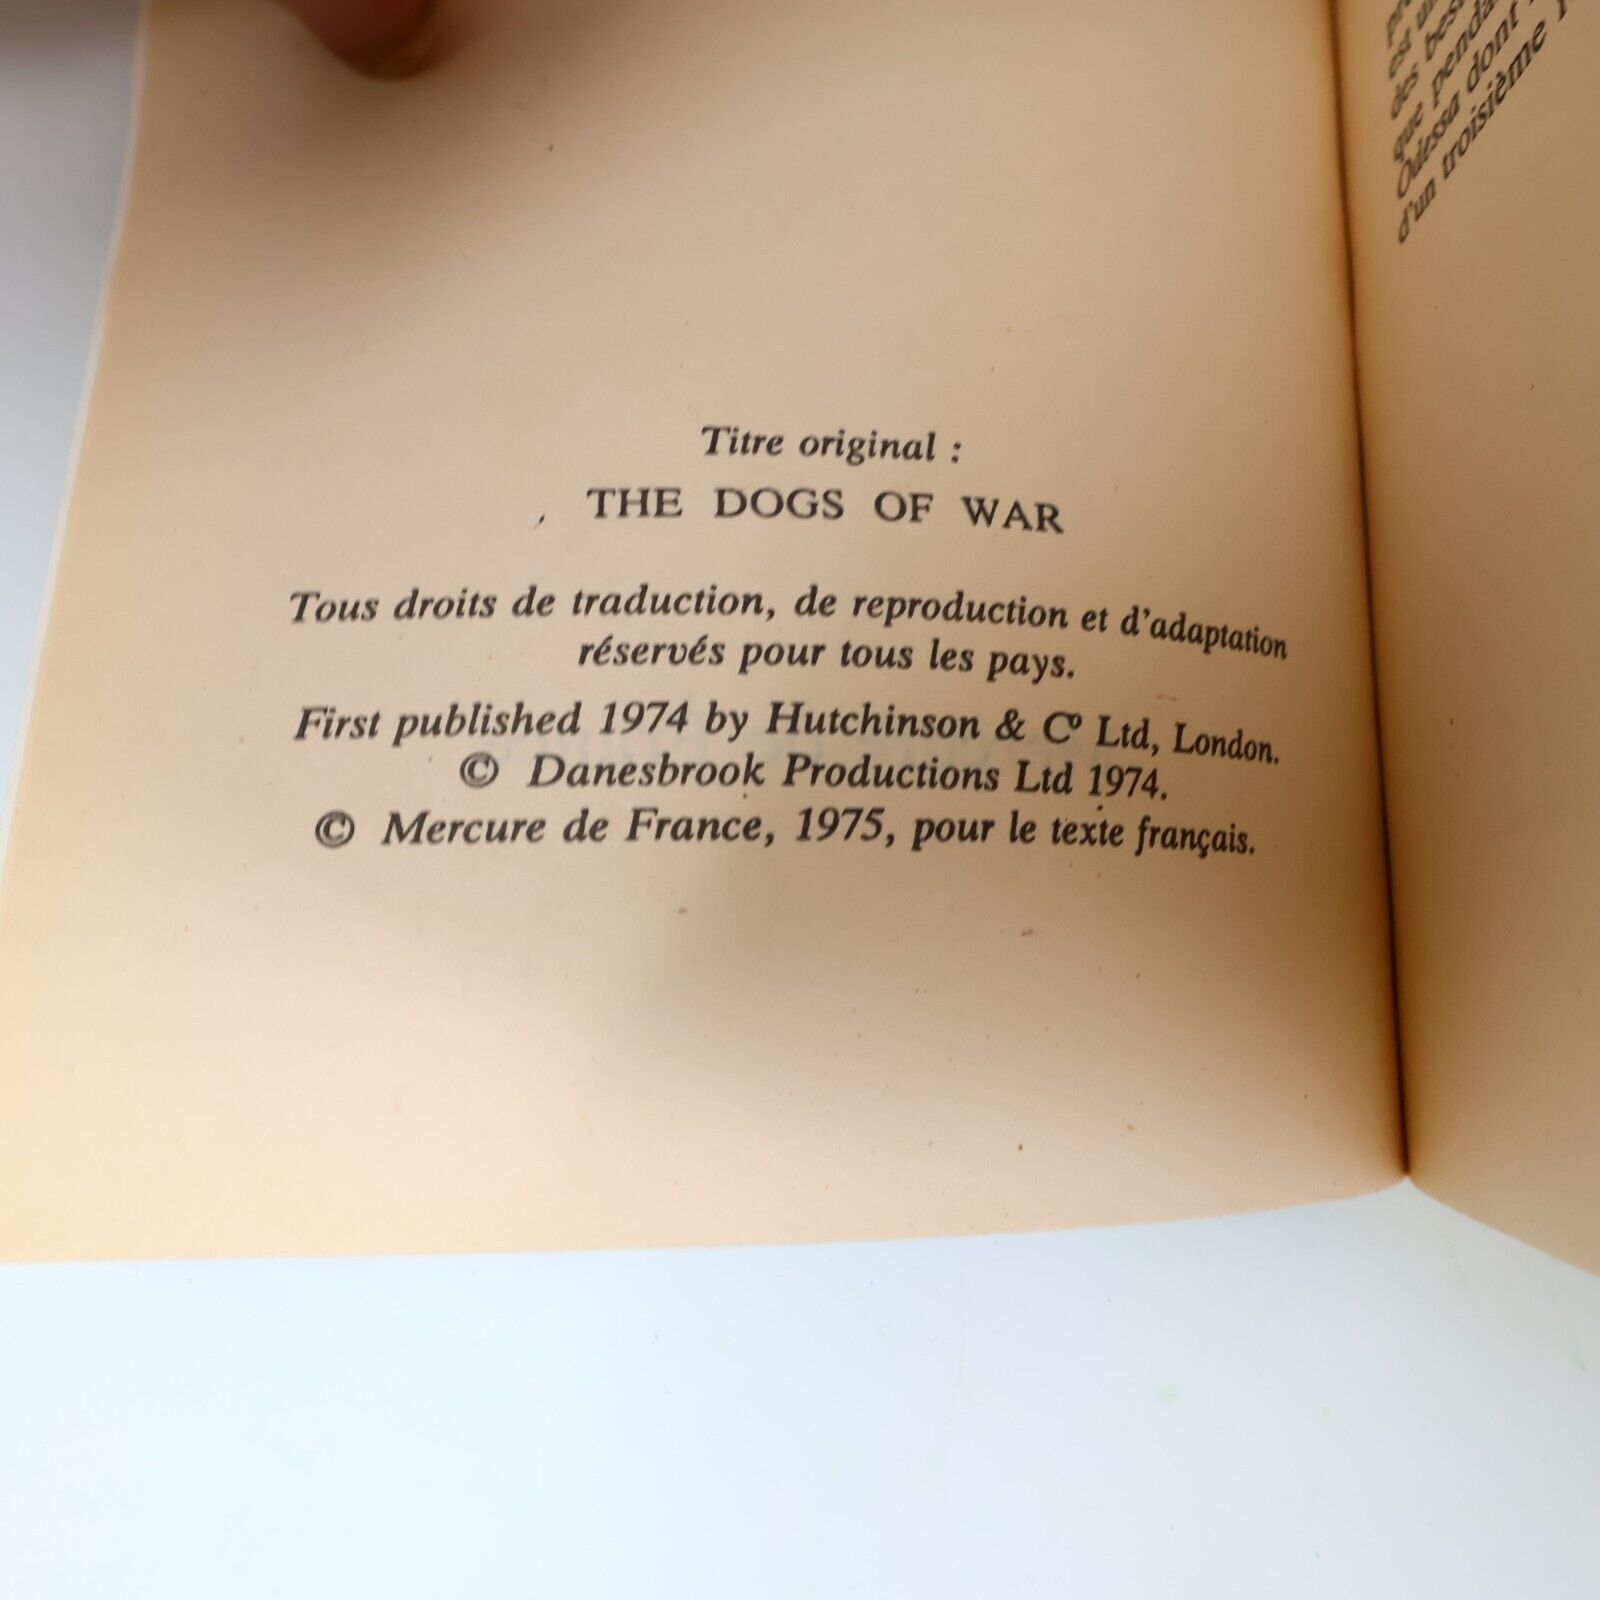 Titre original :
THE DOGS OF WAR
Tous droits de traduction, de reproduction et d'adaptation
réservés pour tous les pays.
First published 1974 by Hutchinson & Cº Ltd, London.
© Danesbrook Productions Ltd 1974.
© Mercure de France, 1975, pour le texte français.
est
des
que
Odessa dont
d'un troisième